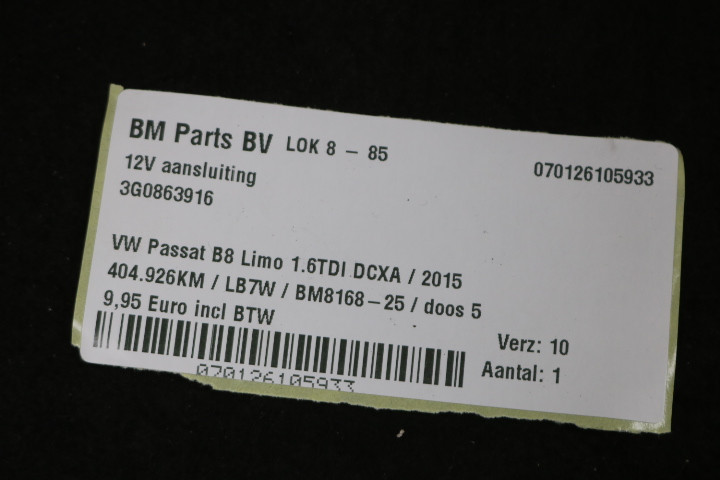 BM Parts BV LOK 8 - 85
070126105933
12V aansluiting
3G0863916
VW Passat B8 Limo 1.6TDI DCXA / 2015
404.926KM / LB7W / BM8168-25 / doos 5
9,95 Euro incl BTW
Verz: 10
Aantal: 1
070126105933